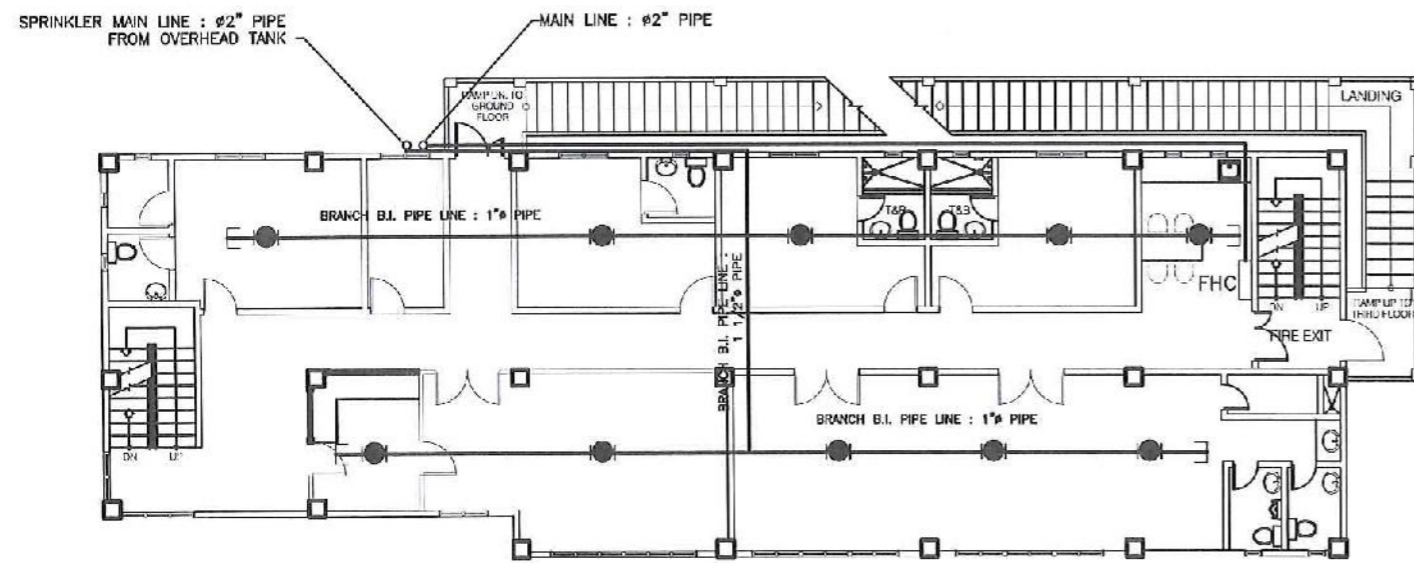 SPRINKLER MAIN LINE : ø2" PIPE
FROM OVERHEAD TANK
MAIN LINE : ø2" PIPE
RAMP DN. TO
GROUND
FLOOR
LANDING
BRANCH B.I. PIPE LINE : 1"ø PIPE
T&B
T&B
BRANCH B.I. PIPE LINE :
1 1/2"ø PIPE
FHC
DN
UP
RAMP UP TO
THIRD FLOOR
FIRE EXIT
BRANCH B.I. PIPE LINE : 1"ø PIPE
DN
UP